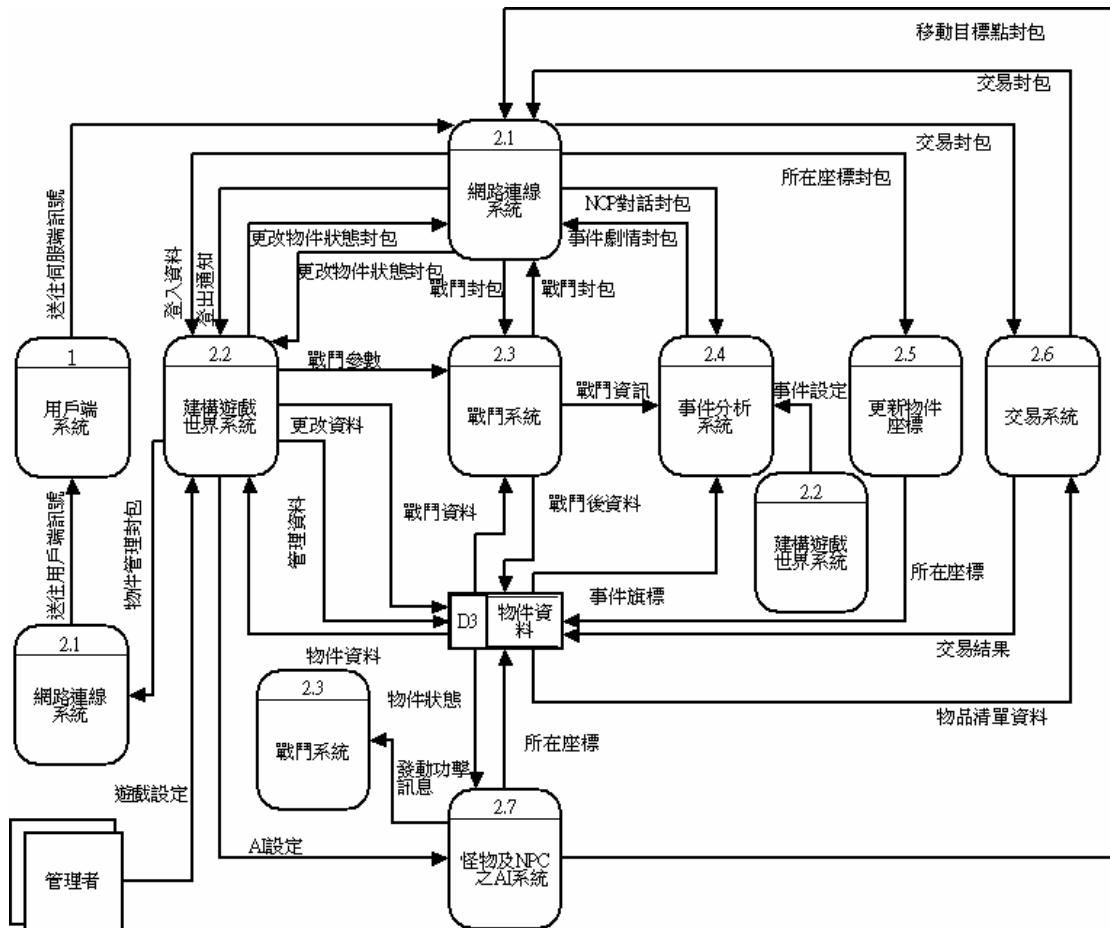 移動目標點封包
交易封包
2.1
網路連線
系統
交易封包
所在座標封包
NCP對話封包
事件劇情封包
更改物件狀態封包
更改物件狀態封包
戰鬥封包
戰鬥封包
送往伺服端訊號
登入資料
登出通知
1
用戶端
系統
2.2
建構遊戲
世界系統
戰鬥參數
2.3
戰鬥系統
戰鬥資訊
2.4
事件分析
系統
事件設定
2.5
更新物件
座標
2.6
交易系統
更改資料
2.2
建構遊戲
世界系統
送往用戶端訊號
物件管理封包
管理資料
戰鬥資料
戰鬥後資料
所在座標
事件旗標
D3
物件資
料
交易結果
2.1
網路連線
系統
物件資料
2.3
戰鬥系統
物件狀態
所在座標
物品清單資料
發動功擊
訊息
遊戲設定
AI設定
2.7
怪物及NPC
之AI系統
管理者